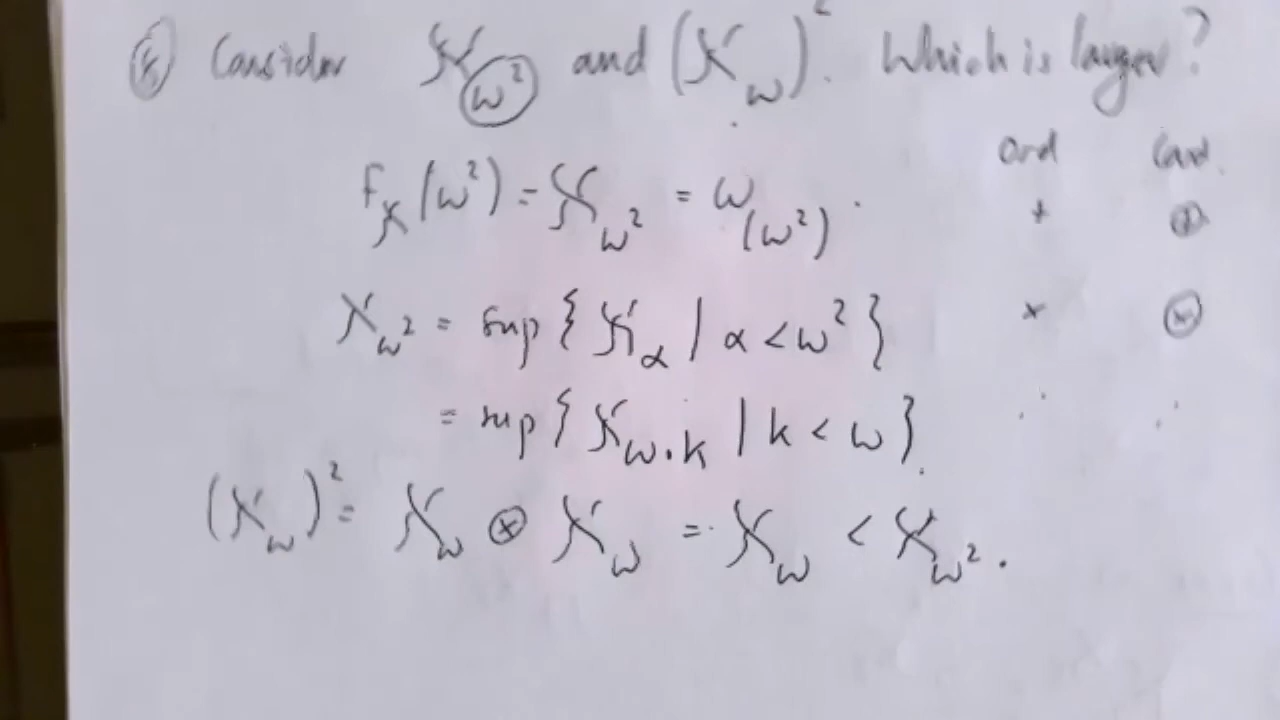 (k) Consider ℵ_{ω²} and (ℵ_ω)². Which is larger?
Ord Card.
F_ℵ(ω²) = ℵ_{ω²} = ω_{(ω²)}.
+ ⊕
ℵ_{ω²} = sup { ℵ_α | α < ω² }
× ⊗
= sup { ℵ_{ω.k} | k < ω }.
(ℵ_ω)² = ℵ_ω ⊗ ℵ_ω = ℵ_ω < ℵ_{ω²}.